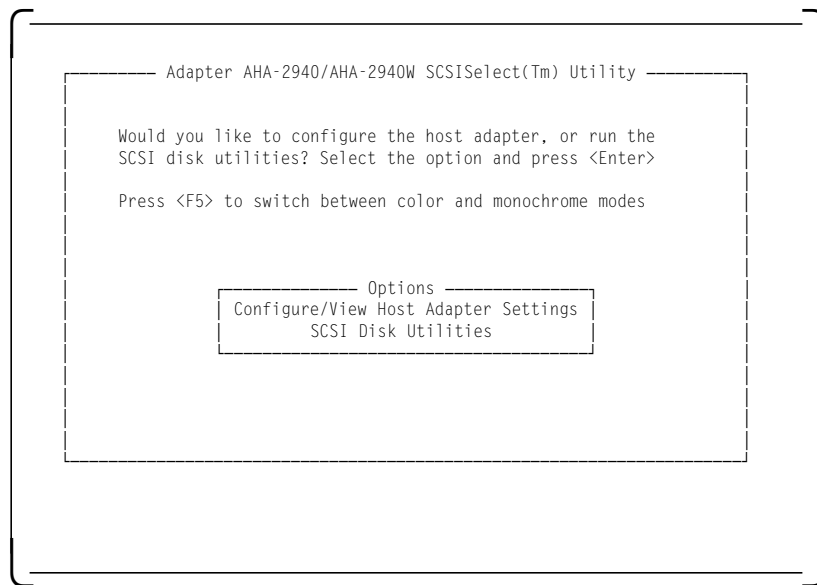 Adapter AHA-2940/AHA-2940W SCSISelect(Tm) Utility
Would you like to configure the host adapter, or run the
SCSI disk utilities? Select the option and press <Enter>
Press <F5> to switch between color and monochrome modes
Options
Configure/View Host Adapter Settings
SCSI Disk Utilities